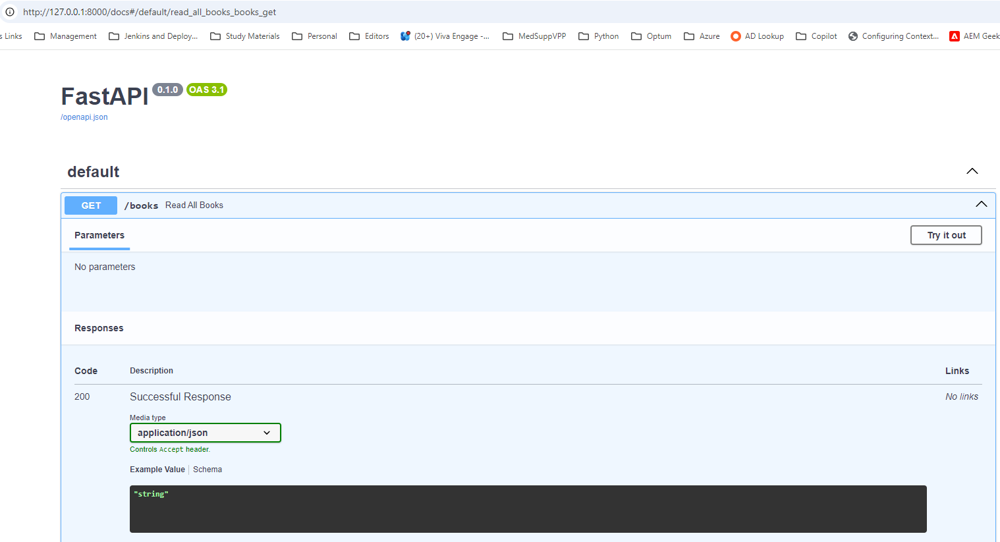 http://127.0.0.1:8000/docs#/default/read_all_books_books_get
s Links Management Jenkins and Deploy... Study Materials Personal Editors (20+) Viva Engage -... MedSuppVPP Python Optum Azure AD Lookup Copilot Configuring Context... AEM Geek
FastAPI 0.1.0 OAS 3.1
/openapi.json
default
GET /books Read All Books
Parameters Try it out
No parameters
Responses
Code Description Links
200 Successful Response No links
Media type
application/json
Controls Accept header.
Example Value Schema
"string"